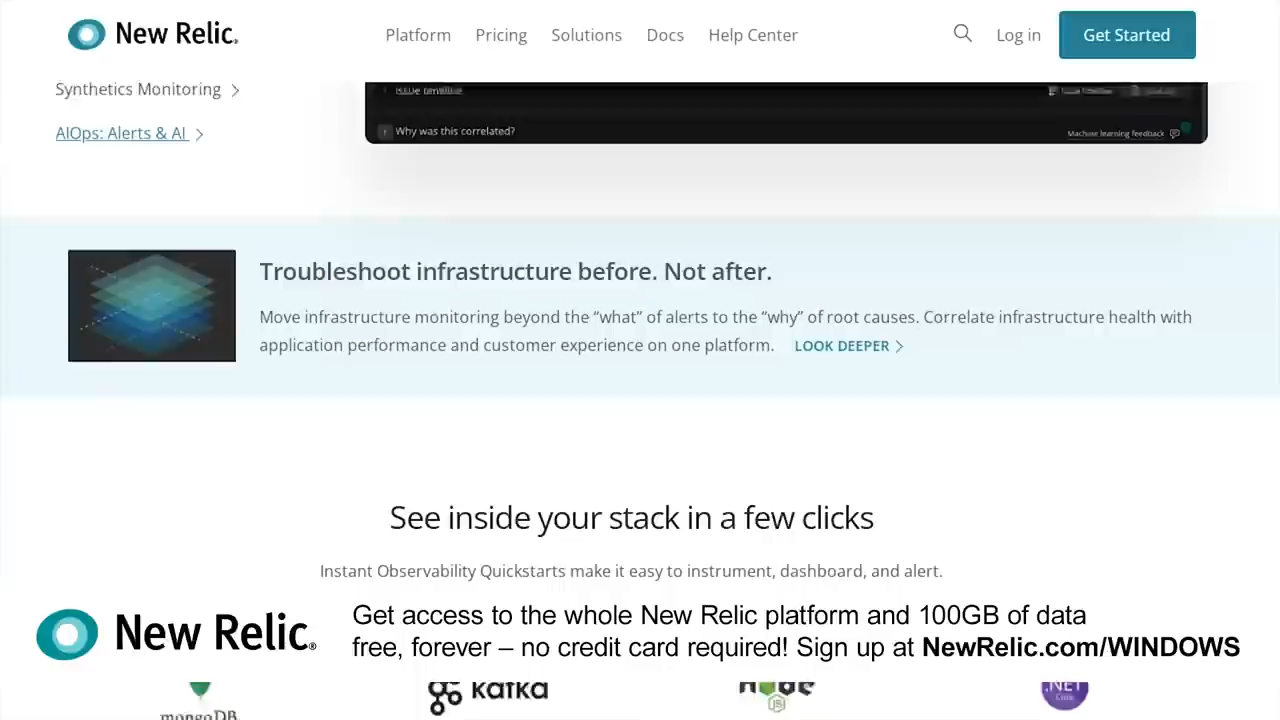 New Relic.
Platform
Pricing
Solutions
Docs
Help Center
Log in
Get Started
Synthetics Monitoring
AIOps: Alerts & AI
Issue timeline
Why was this correlated?
Machine learning feedback
Troubleshoot infrastructure before. Not after.
Move infrastructure monitoring beyond the “what” of alerts to the “why” of root causes. Correlate infrastructure health with
application performance and customer experience on one platform. LOOK DEEPER
See inside your stack in a few clicks
Instant Observability Quickstarts make it easy to instrument, dashboard, and alert.
New Relic®
Get access to the whole New Relic platform and 100GB of data
free, forever – no credit card required! Sign up at NewRelic.com/WINDOWS
mongoDB
kafka
node
JS
.NET
Core